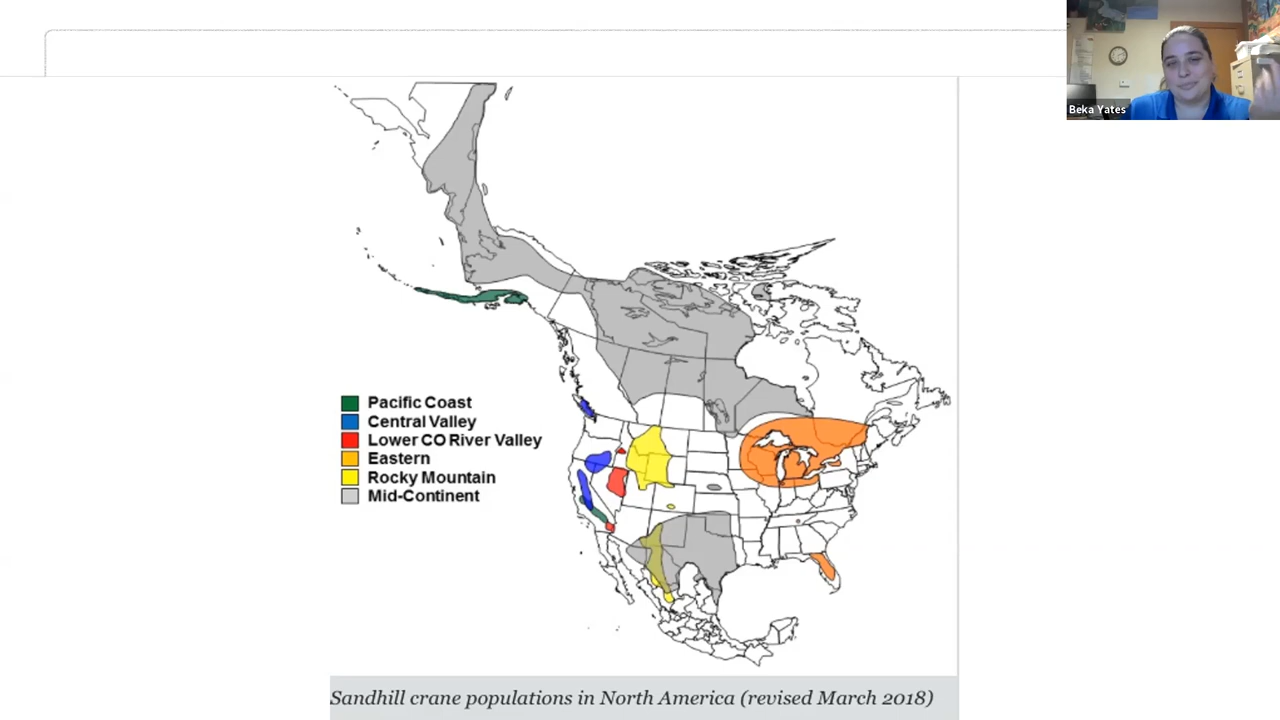 Beka Yates
Pacific Coast
Central Valley
Lower CO River Valley
Eastern
Rocky Mountain
Mid-Continent
Sandhill crane populations in North America (revised March 2018)